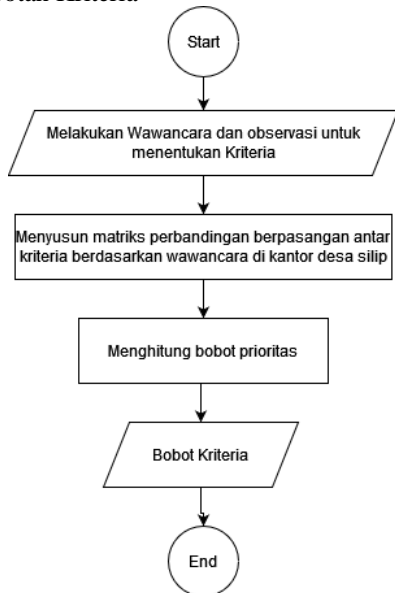 Kriteria
Start
Melakukan Wawancara dan observasi untuk
menentukan Kriteria
Menyusun matriks perbandingan berpasangan antar
kriteria berdasarkan wawancara di kantor desa silip
Menghitung bobot prioritas
Bobot Kriteria
End